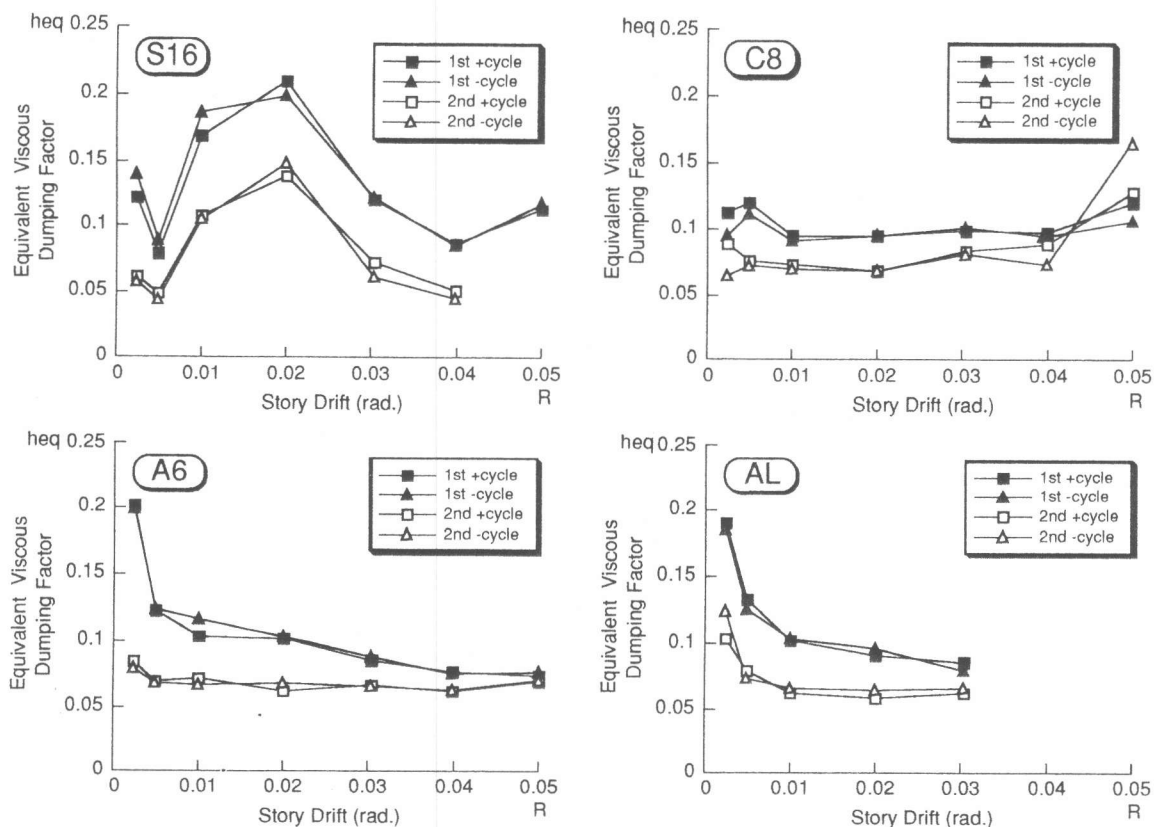 heq 0.25
S16
1st +cycle
1st -cycle
2nd +cycle
2nd -cycle
0.2
0.15
0.1
0.05
0
Equivalent Viscous
Dumping Factor
0 0.01 0.02 0.03 0.04 0.05
Story Drift (rad.) R
heq 0.25
C8
1st +cycle
1st -cycle
2nd +cycle
2nd -cycle
0.2
0.15
0.1
0.05
0
Equivalent Viscous
Dumping Factor
0 0.01 0.02 0.03 0.04 0.05
Story Drift (rad.) R
heq 0.25
A6
1st +cycle
1st -cycle
2nd +cycle
2nd -cycle
0.2
0.15
0.1
0.05
0
Equivalent Viscous
Dumping Factor
0 0.01 0.02 0.03 0.04 0.05
Story Drift (rad.) R
heq 0.25
AL
1st +cycle
1st -cycle
2nd +cycle
2nd -cycle
0.2
0.15
0.1
0.05
0
Equivalent Viscous
Dumping Factor
0 0.01 0.02 0.03 0.04 0.05
Story Drift (rad.) R